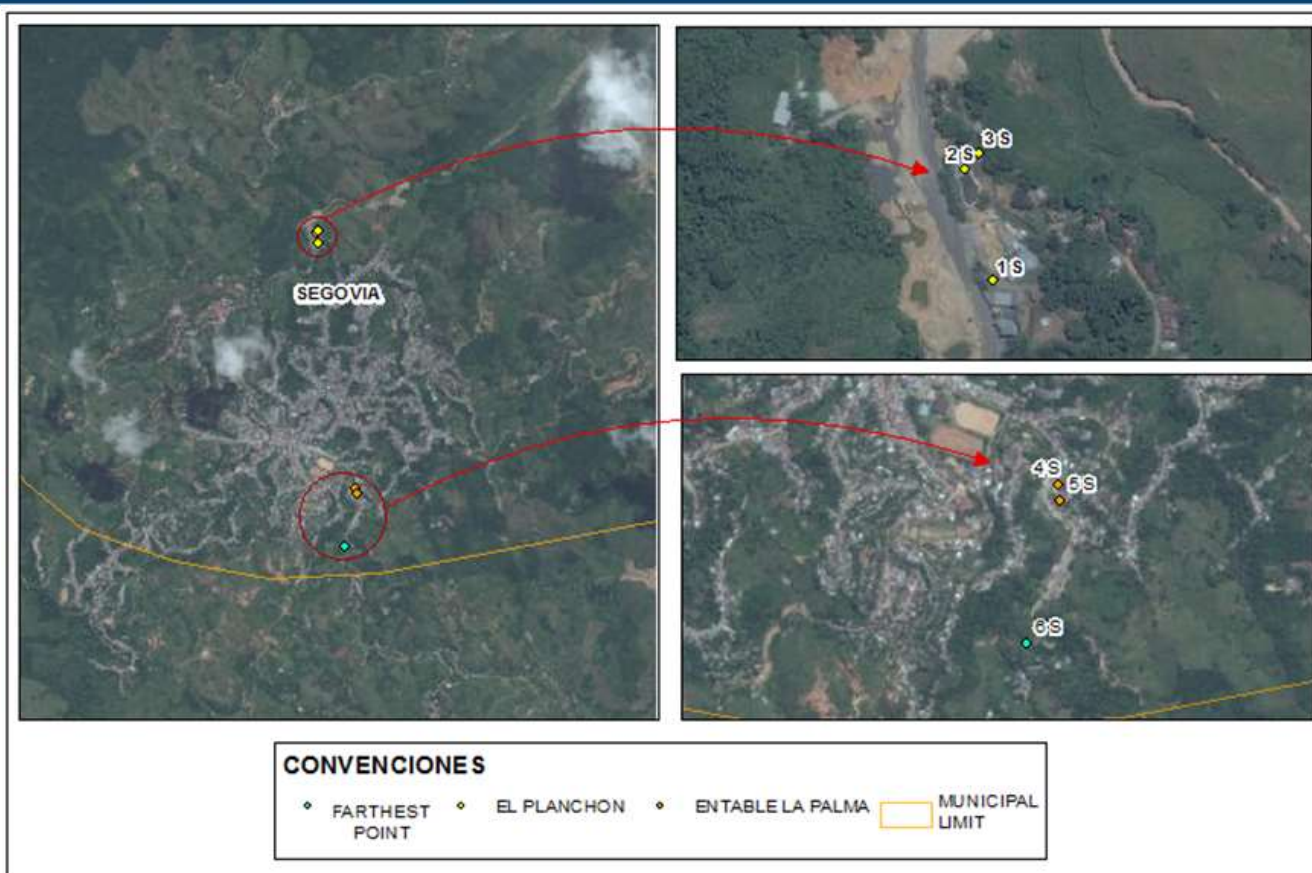 SEGOVIA
3 S
2 S
1 S
4 S
5 S
6 S
CONVENCIONES
FARTHEST POINT
EL PLANCHON
ENTABLE LA PALMA
MUNICIPAL LIMIT